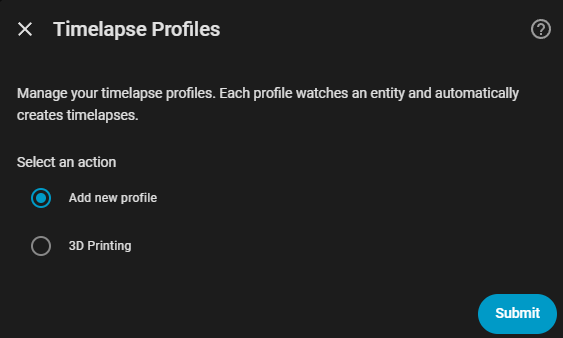 Timelapse Profiles
Manage your timelapse profiles. Each profile watches an entity and automatically
creates timelapses.
Select an action
Add new profile
3D Printing
Submit